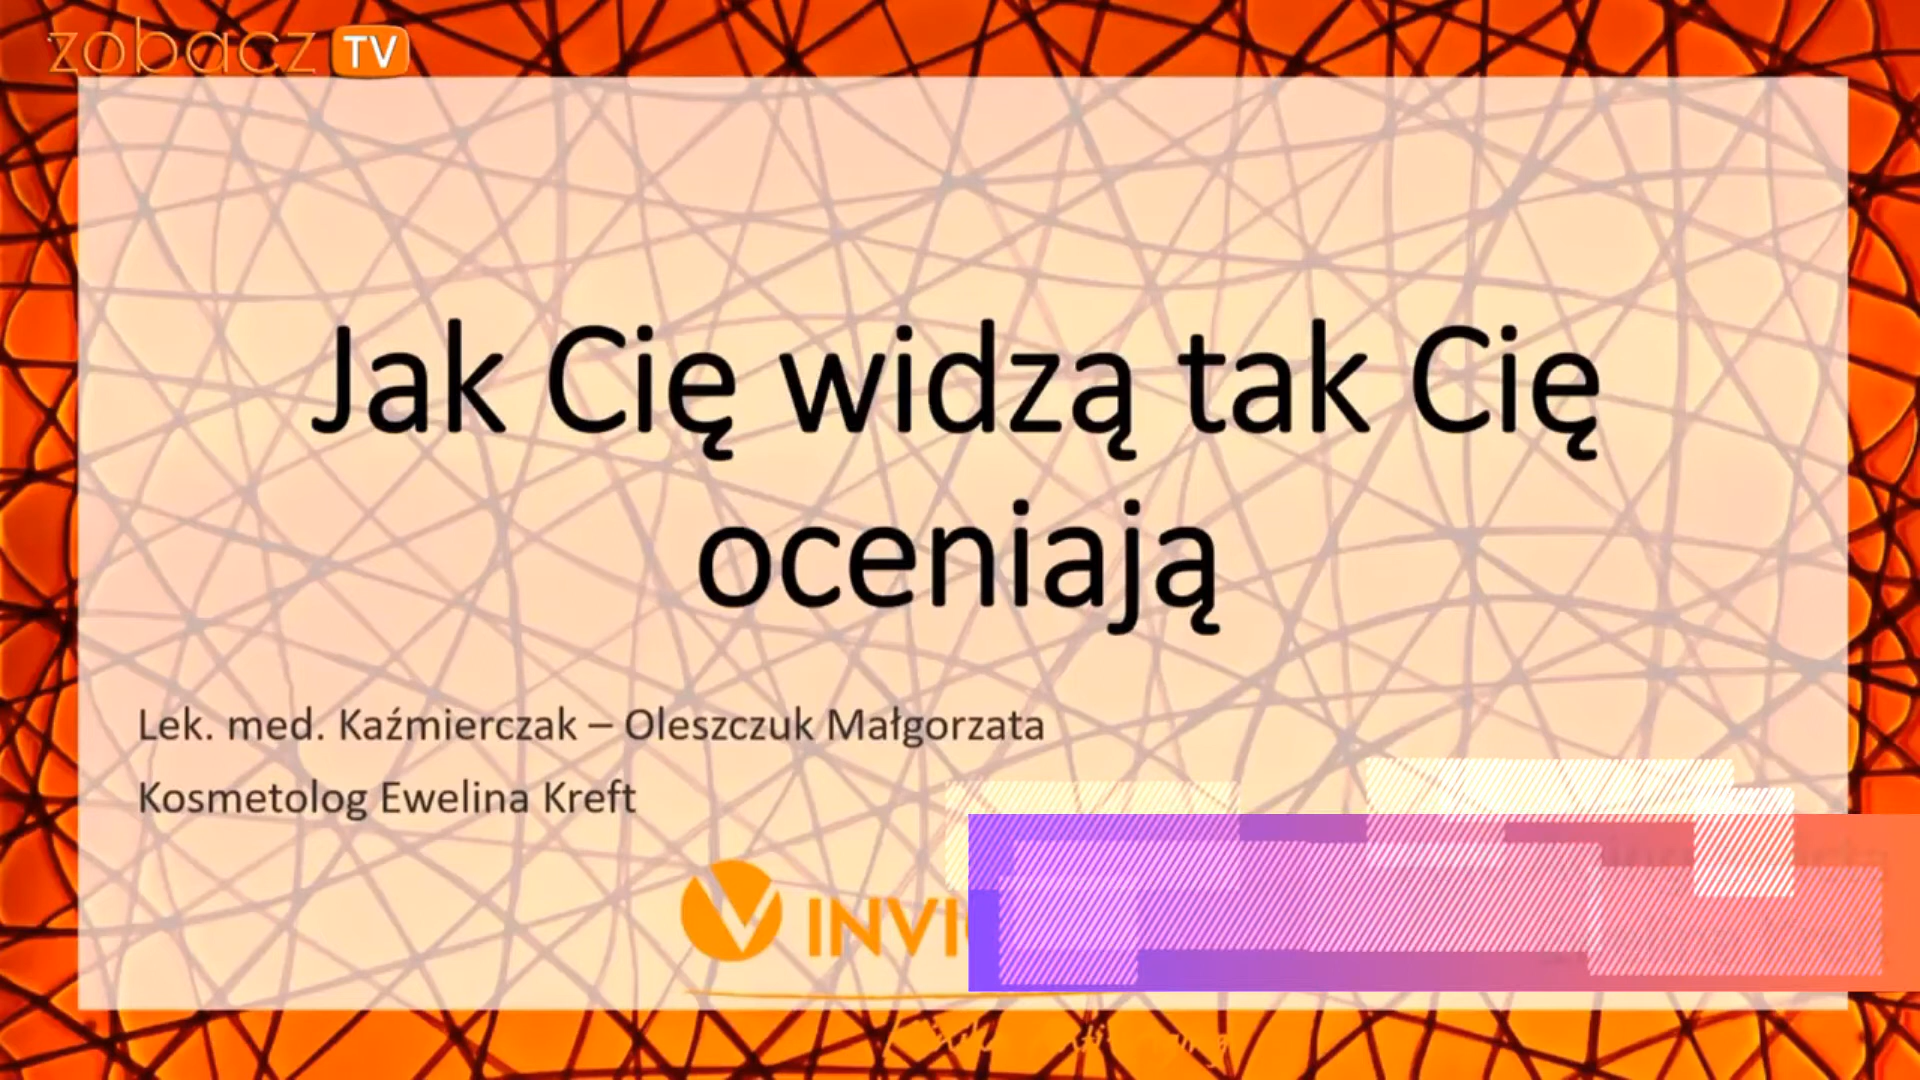 zobacz TV
Jak Cię widzą tak Cię
oceniają
Lek. med. Kaźmierczak – Oleszczuk Małgorzata
Kosmetolog Ewelina Kreft